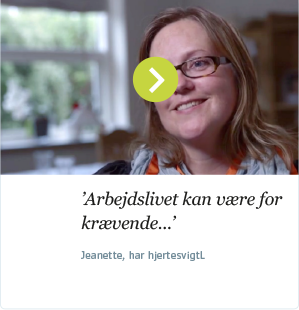 ’Arbejdslivet kan være for
krævende...’
Jeanette, har hjertesvigtl.